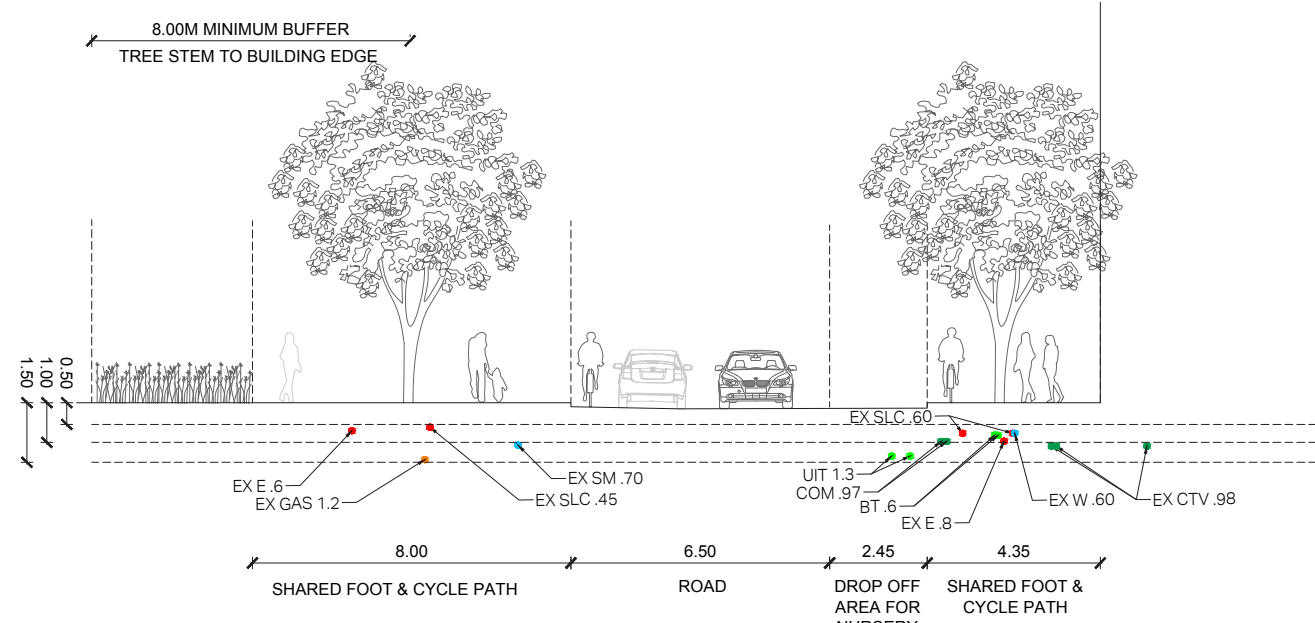 8.00M MINIMUM BUFFER
TREE STEM TO BUILDING EDGE
0.50
1.00
1.50
EX SLC .60
EX E .6
EX GAS 1.2
EX SM .70
EX SLC .45
UIT 1.3
COM .97
BT .6
EX E .8
EX W .60
EX CTV .98
8.00
6.50
2.45
4.35
SHARED FOOT & CYCLE PATH
ROAD
DROP OFF
AREA FOR
NURSERY
SHARED FOOT &
CYCLE PATH